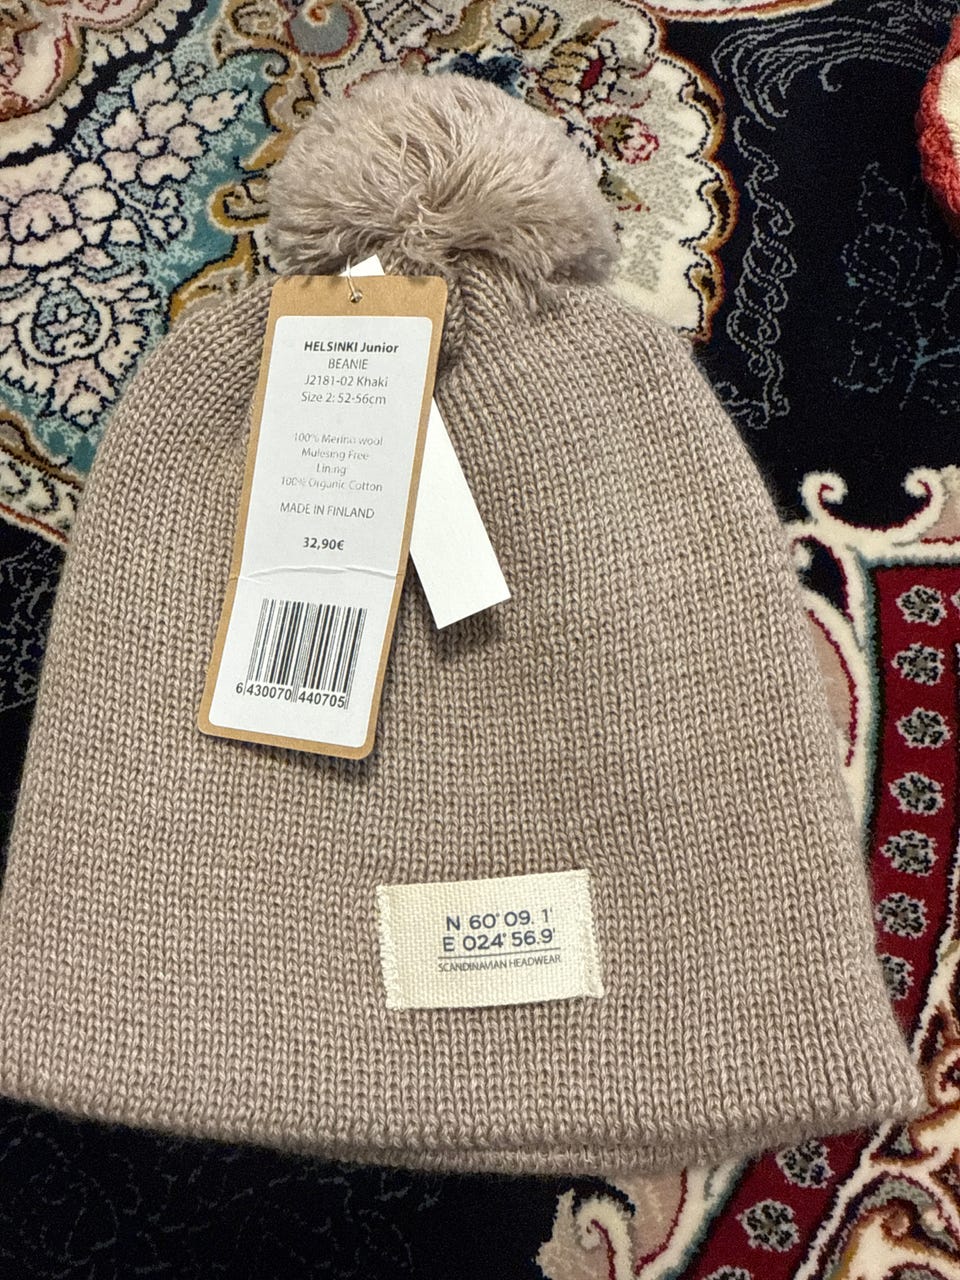 HELSINKI Junior
BEANIE
J2181-02 Khaki
Size 2: 52-56cm
100% Merino wool
Mulesing Free
Lining
100% Organic Cotton
MADE IN FINLAND
32,90€
6 430070 440705
N 60° 09. 1'
E 024° 56.9'
SCANDINAVIAN HEADWEAR